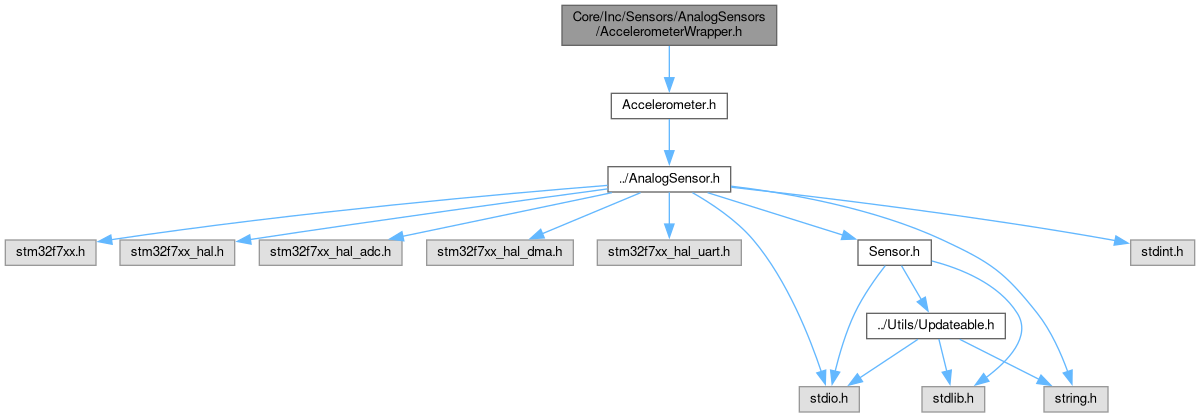 Core/Inc/Sensors/AnalogSensors
/AccelerometerWrapper.h
Accelerometer.h
../AnalogSensor.h
stm32f7xx.h
stm32f7xx_hal.h
stm32f7xx_hal_adc.h
stm32f7xx_hal_dma.h
stm32f7xx_hal_uart.h
Sensor.h
stdint.h
../Utils/Updateable.h
stdio.h
stdlib.h
string.h